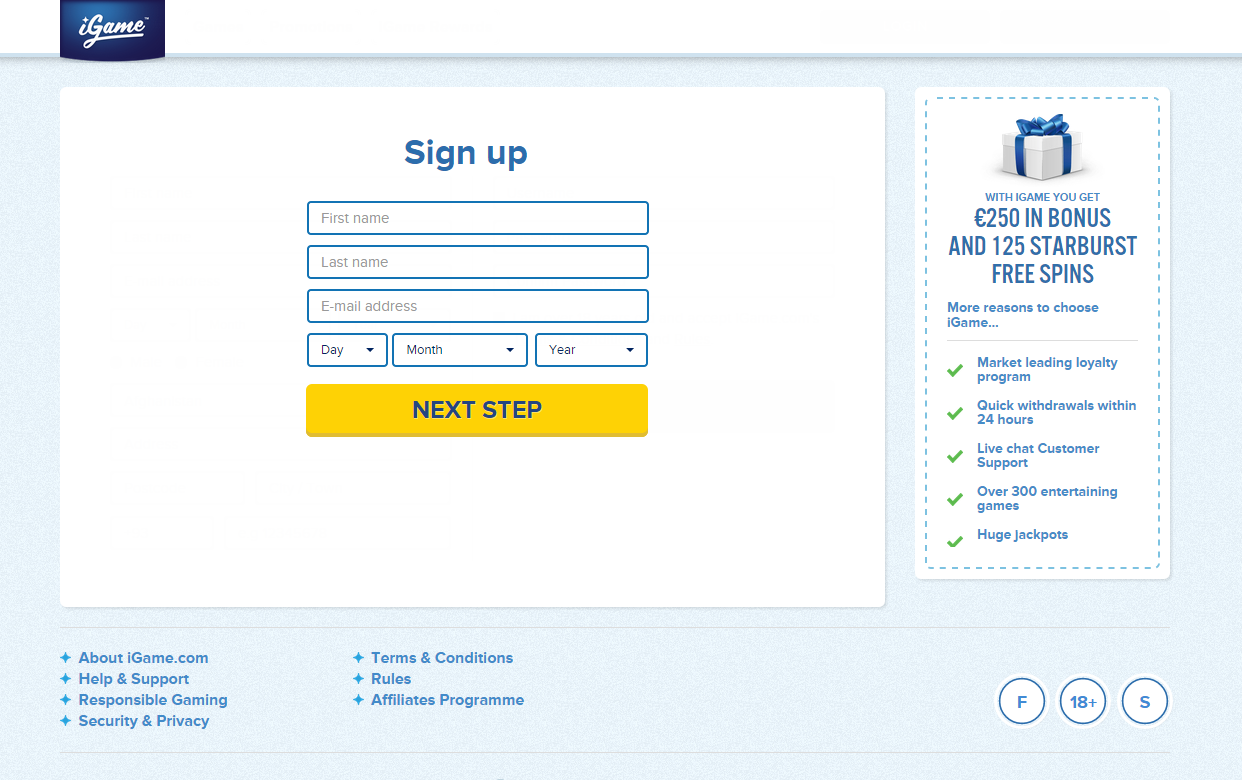 iGame™
Sign up
First name
Last name
E-mail address
Day Month Year
NEXT STEP
WITH IGAME YOU GET
€250 IN BONUS
AND 125 STARBURST
FREE SPINS
More reasons to choose
iGame...
Market leading loyalty
program
Quick withdrawals within
24 hours
Live chat Customer
Support
Over 300 entertaining
games
Huge Jackpots
About iGame.com
Help & Support
Responsible Gaming
Security & Privacy
Terms & Conditions
Rules
Affiliates Programme
F 18+ S